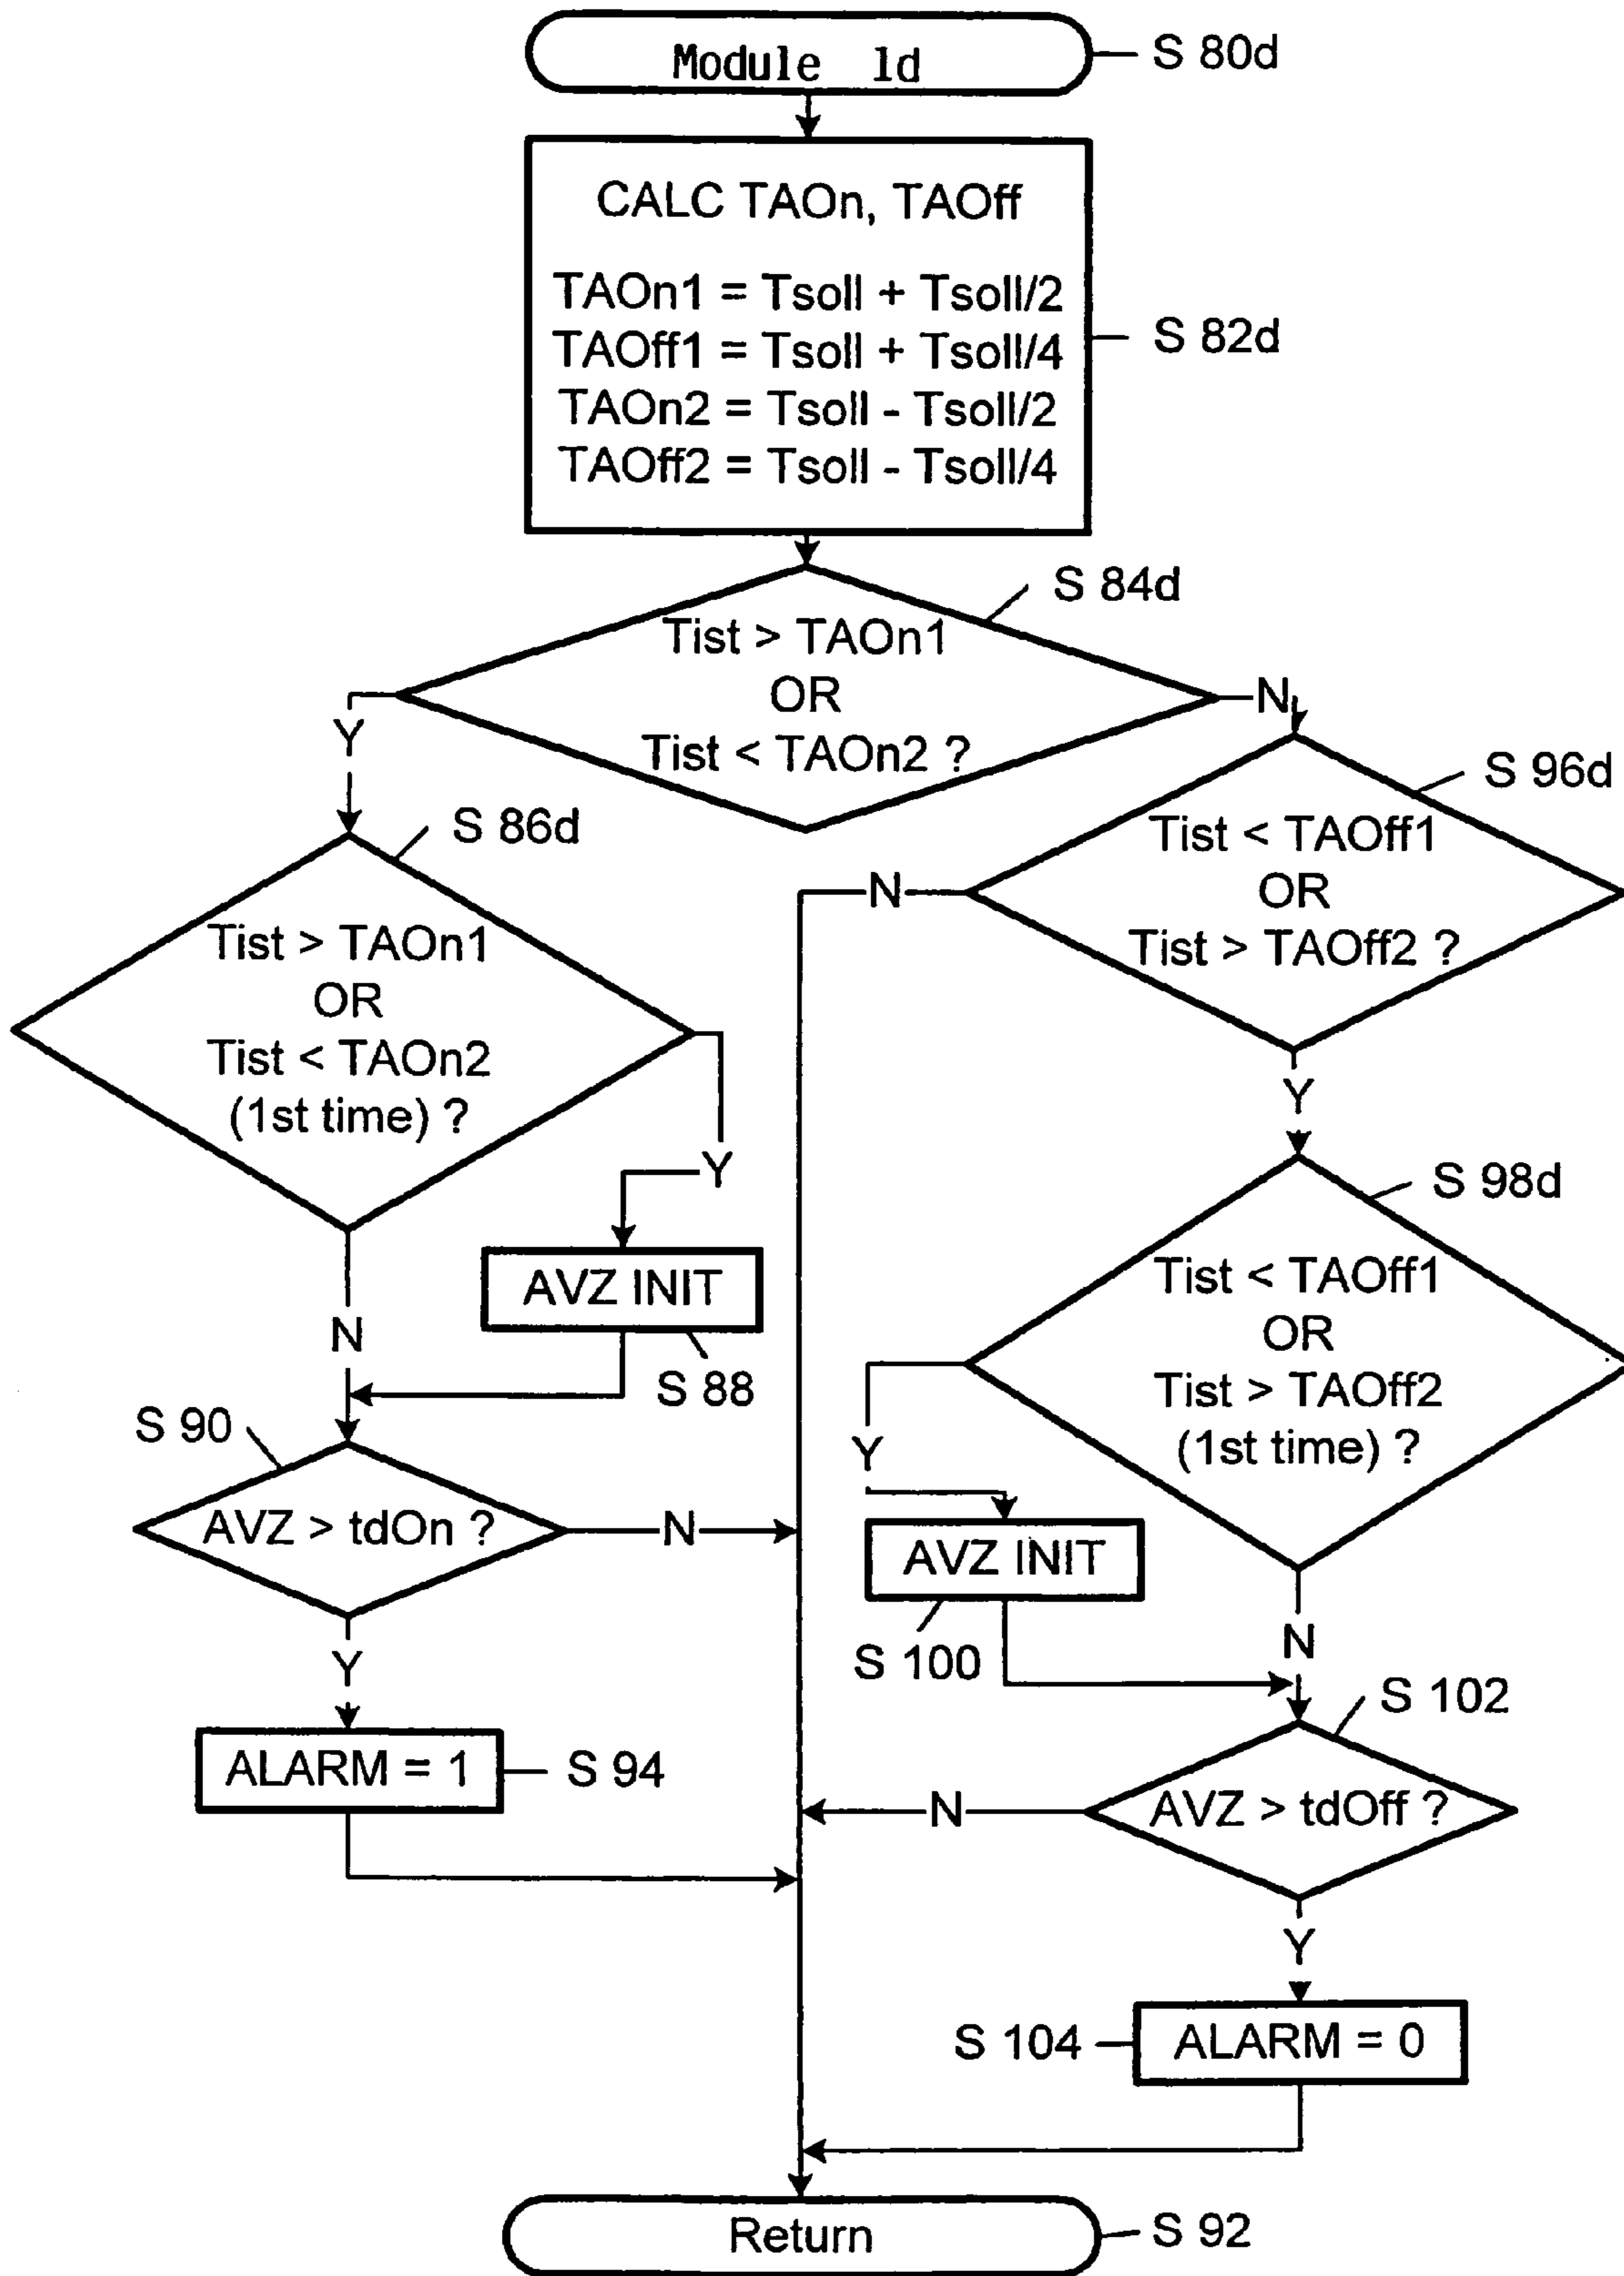 Module 1d
S 80d
CALC TAOn, TAOff
TAOn1 = Tsoll + Tsoll/2
TAOff1 = Tsoll + Tsoll/4
TAOn2 = Tsoll - Tsoll/2
TAOff2 = Tsoll - Tsoll/4
S 82d
S 84d
Tist > TAOn1
OR
Tist < TAOn2 ?
Y
N
S 86d
Tist > TAOn1
OR
Tist < TAOn2
(1st time) ?
Y
N
AVZ INIT
S 88
S 90
AVZ > tdOn ?
N
Y
ALARM = 1
S 94
S 96d
Tist < TAOff1
OR
Tist > TAOff2 ?
N
Y
S 98d
Tist < TAOff1
OR
Tist > TAOff2
(1st time) ?
Y
N
AVZ INIT
S 100
S 102
AVZ > tdOff ?
N
Y
S 104
ALARM = 0
Return
S 92